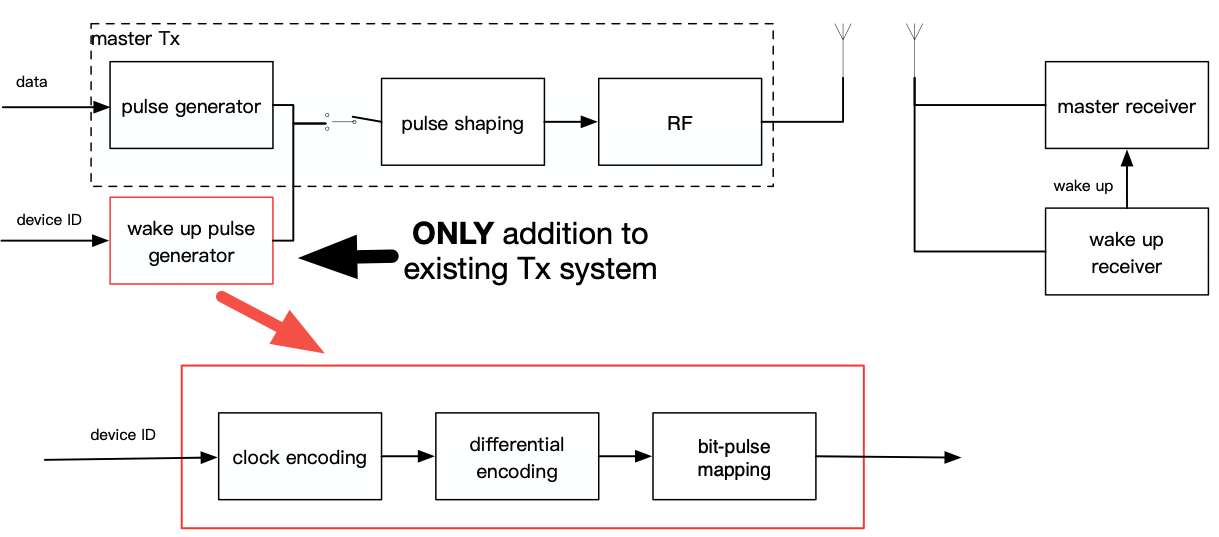 master Tx
data
pulse generator
pulse shaping
RF
master receiver
wake up
device ID
wake up pulse
generator
ONLY addition to
existing Tx system
wake up
receiver
device ID
clock encoding
differential
encoding
bit-pulse
mapping